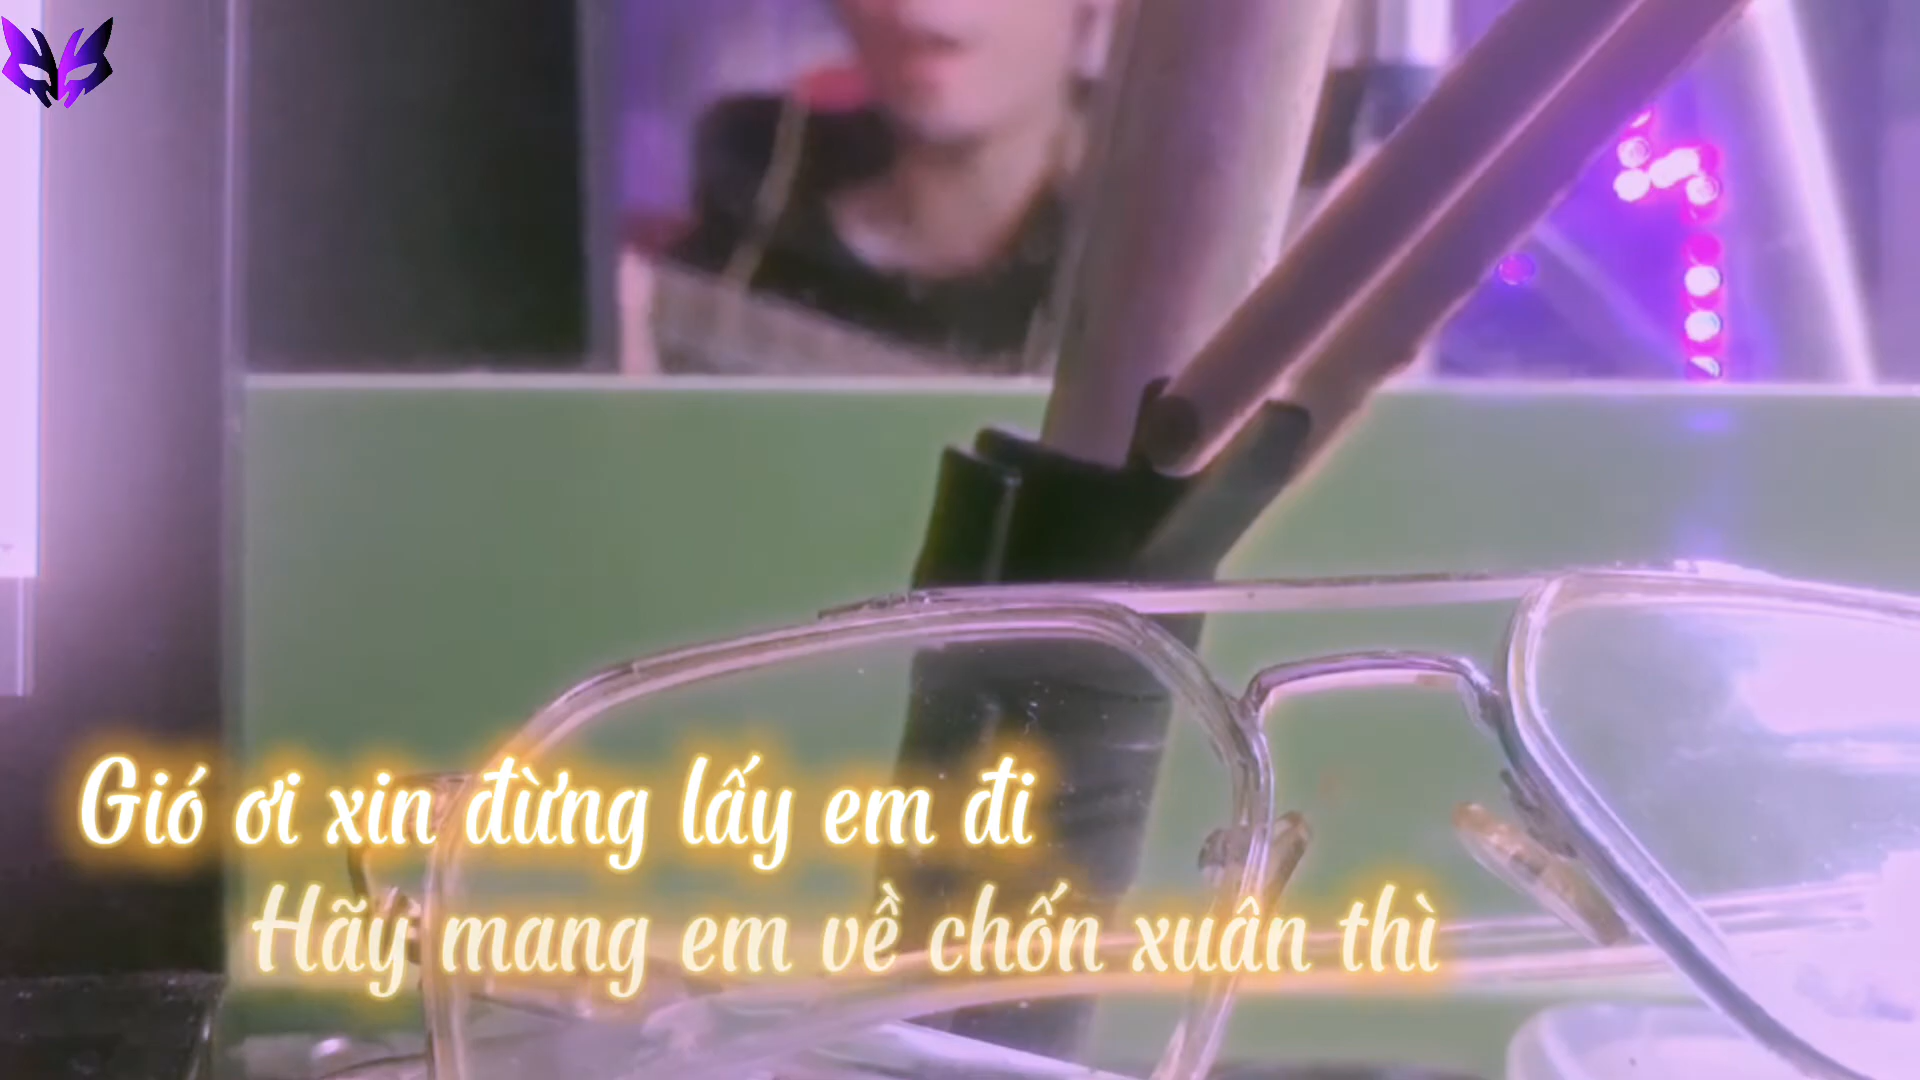 Gió ơi xin đừng lấy em đi
Hãy mang em về chốn xuân thì